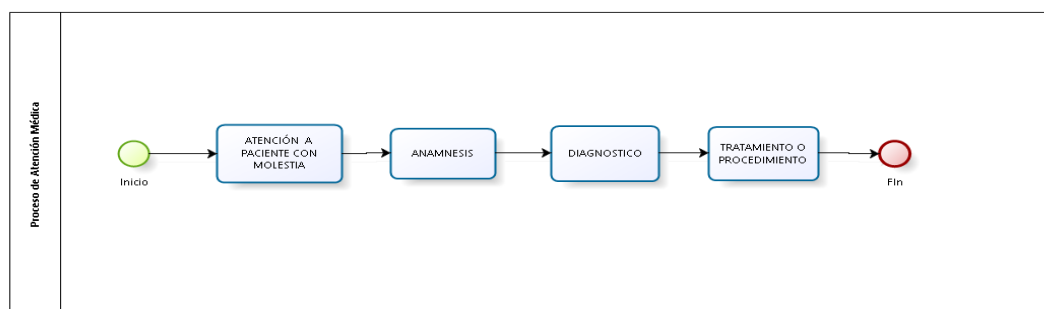 Proceso de Atención Médica
Inicio
ATENCIÓN A
PACIENTE CON
MOLESTIA
ANAMNESIS
DIAGNOSTICO
TRATAMIENTO O
PROCEDIMIENTO
FIn